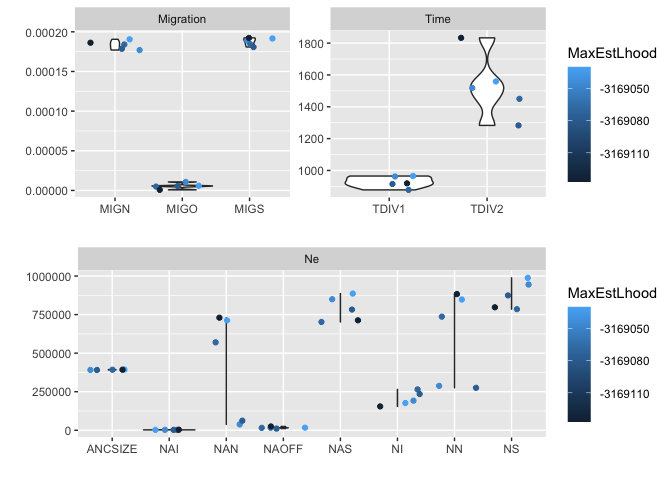 Migration
Time
0.00020
0.00015
0.00010
0.00005
0.00000
MIGN MIGO MIGS
1800
1600
1400
1200
1000
TDIV1 TDIV2
MaxEstLhood
-3169050
-3169080
-3169110
Ne
1000000
750000
500000
250000
0
ANCSIZE NAI NAN NAOFF NAS NI NN NS
MaxEstLhood
-3169050
-3169080
-3169110